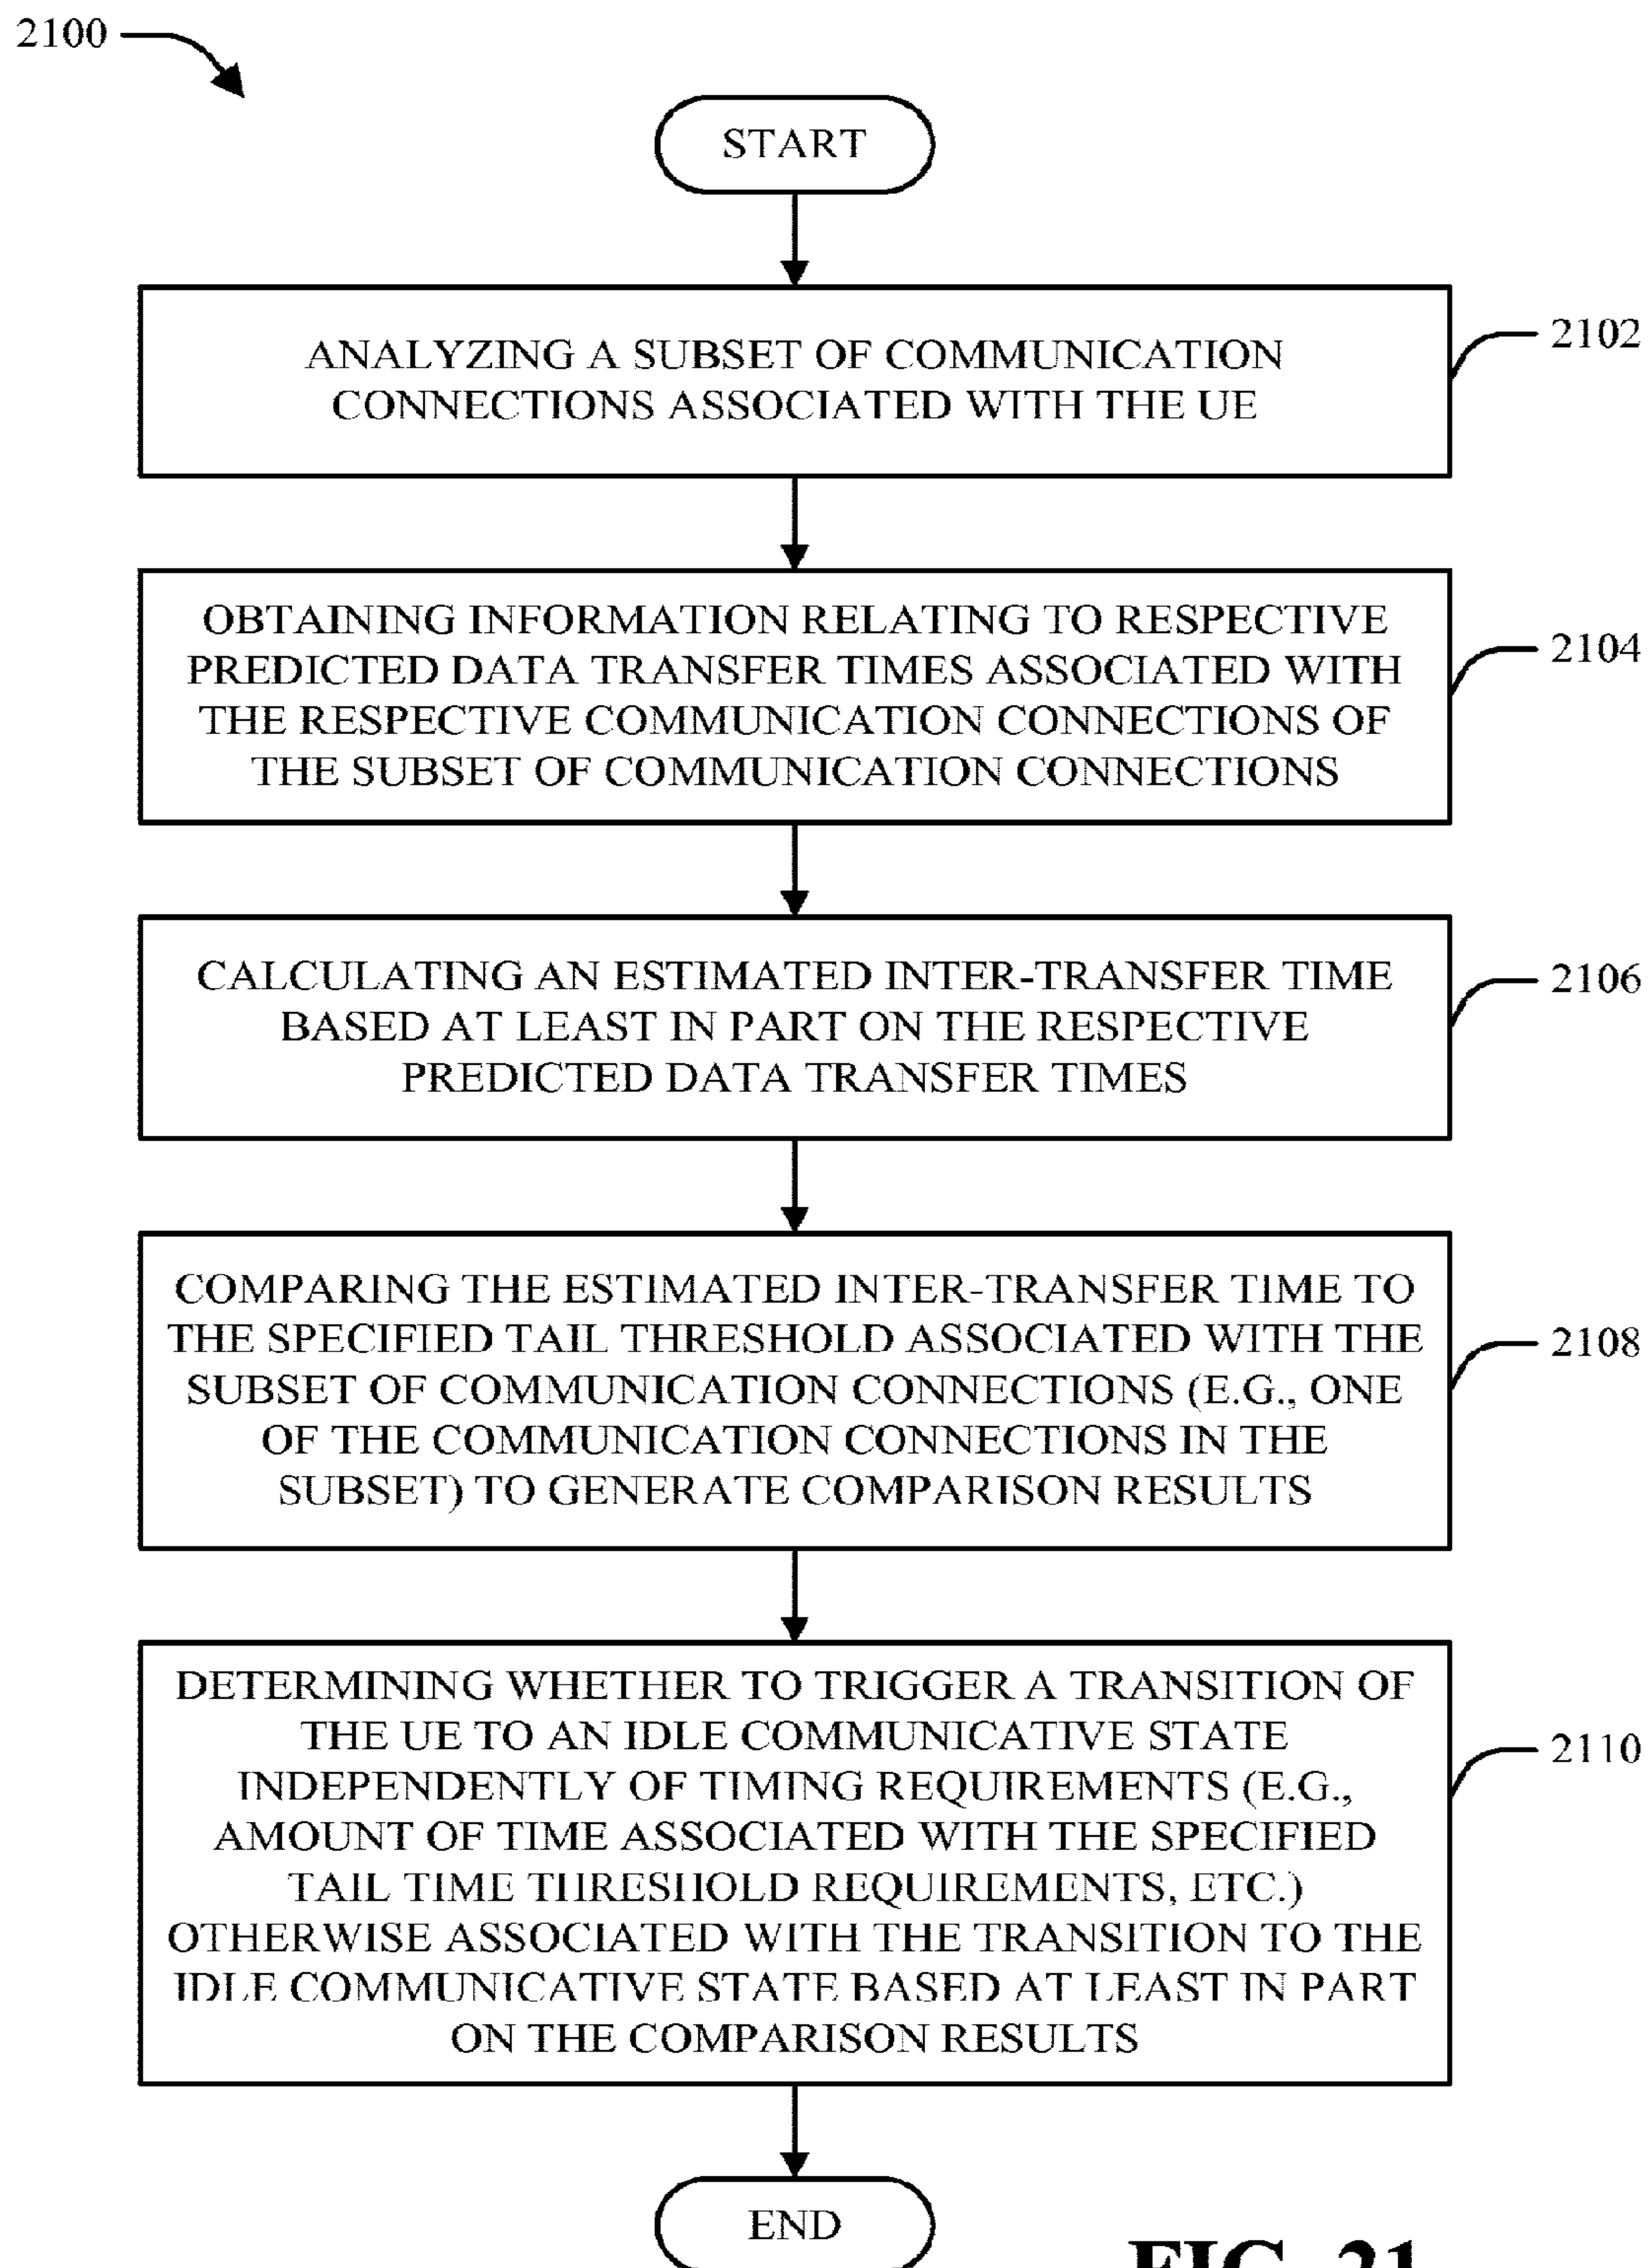 2100
START
ANALYZING A SUBSET OF COMMUNICATION
CONNECTIONS ASSOCIATED WITH THE UE
2102
OBTAINING INFORMATION RELATING TO RESPECTIVE
PREDICTED DATA TRANSFER TIMES ASSOCIATED WITH
THE RESPECTIVE COMMUNICATION CONNECTIONS OF
THE SUBSET OF COMMUNICATION CONNECTIONS
2104
CALCULATING AN ESTIMATED INTER-TRANSFER TIME
BASED AT LEAST IN PART ON THE RESPECTIVE
PREDICTED DATA TRANSFER TIMES
2106
COMPARING THE ESTIMATED INTER-TRANSFER TIME TO
THE SPECIFIED TAIL THRESHOLD ASSOCIATED WITH THE
SUBSET OF COMMUNICATION CONNECTIONS (E.G., ONE
OF THE COMMUNICATION CONNECTIONS IN THE
SUBSET) TO GENERATE COMPARISON RESULTS
2108
DETERMINING WHETHER TO TRIGGER A TRANSITION OF
THE UE TO AN IDLE COMMUNICATIVE STATE
INDEPENDENTLY OF TIMING REQUIREMENTS (E.G.,
AMOUNT OF TIME ASSOCIATED WITH THE SPECIFIED
TAIL TIME THRESHOLD REQUIREMENTS, ETC.)
OTHERWISE ASSOCIATED WITH THE TRANSITION TO THE
IDLE COMMUNICATIVE STATE BASED AT LEAST IN PART
ON THE COMPARISON RESULTS
2110
END
FIG. 21